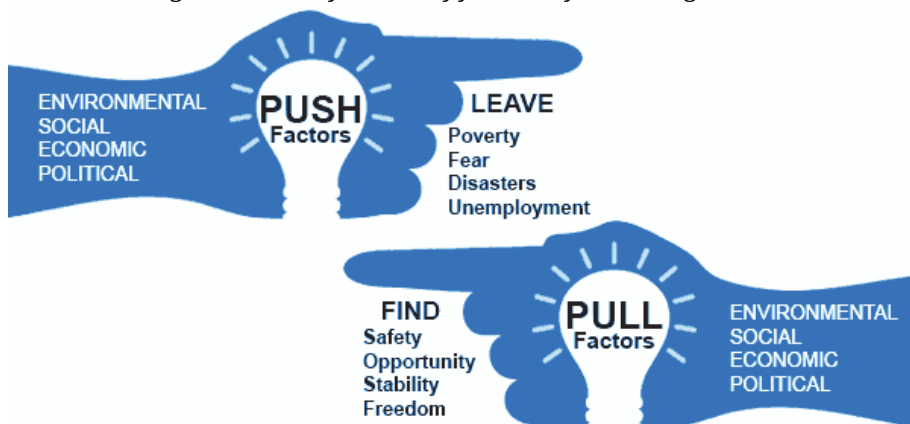 ENVIRONMENTAL
SOCIAL
ECONOMIC
POLITICAL
PUSH
Factors
LEAVE
Poverty
Fear
Disasters
Unemployment
FIND
Safety
Opportunity
Stability
Freedom
PULL
Factors
ENVIRONMENTAL
SOCIAL
ECONOMIC
POLITICAL